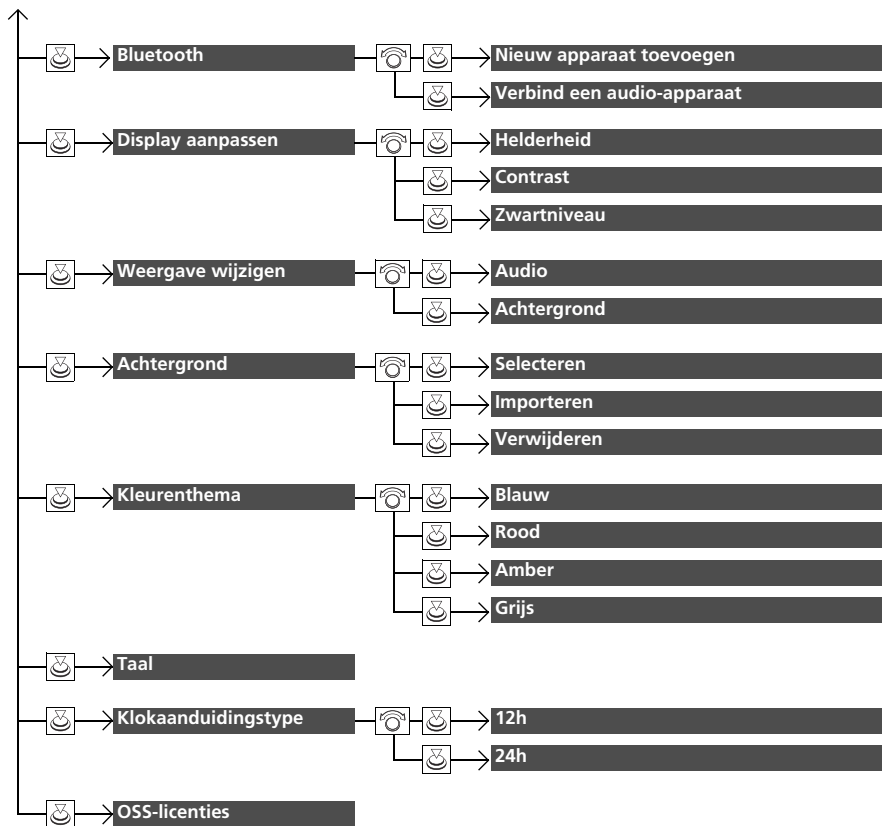 Bluetooth
Nieuw apparaat toevoegen
Verbind een audio-apparaat
Display aanpassen
Helderheid
Contrast
Zwartniveau
Weergave wijzigen
Audio
Achtergrond
Achtergrond
Selecteren
Importeren
Verwijderen
Kleurenthema
Blauw
Rood
Amber
Grijs
Taal
Klokaanduidingstype
12h
24h
OSS-licenties